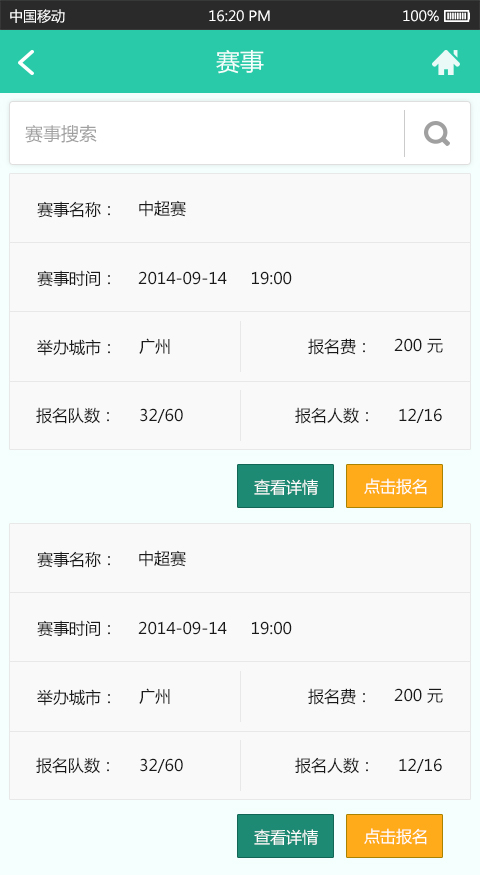 中国移动 16:20 PM 100%
赛事
赛事搜索
赛事名称： 中超赛
赛事时间： 2014-09-14 19:00
举办城市： 广州 报名费： 200 元
报名队数： 32/60 报名人数： 12/16
查看详情 点击报名
赛事名称： 中超赛
赛事时间： 2014-09-14 19:00
举办城市： 广州 报名费： 200 元
报名队数： 32/60 报名人数： 12/16
查看详情 点击报名